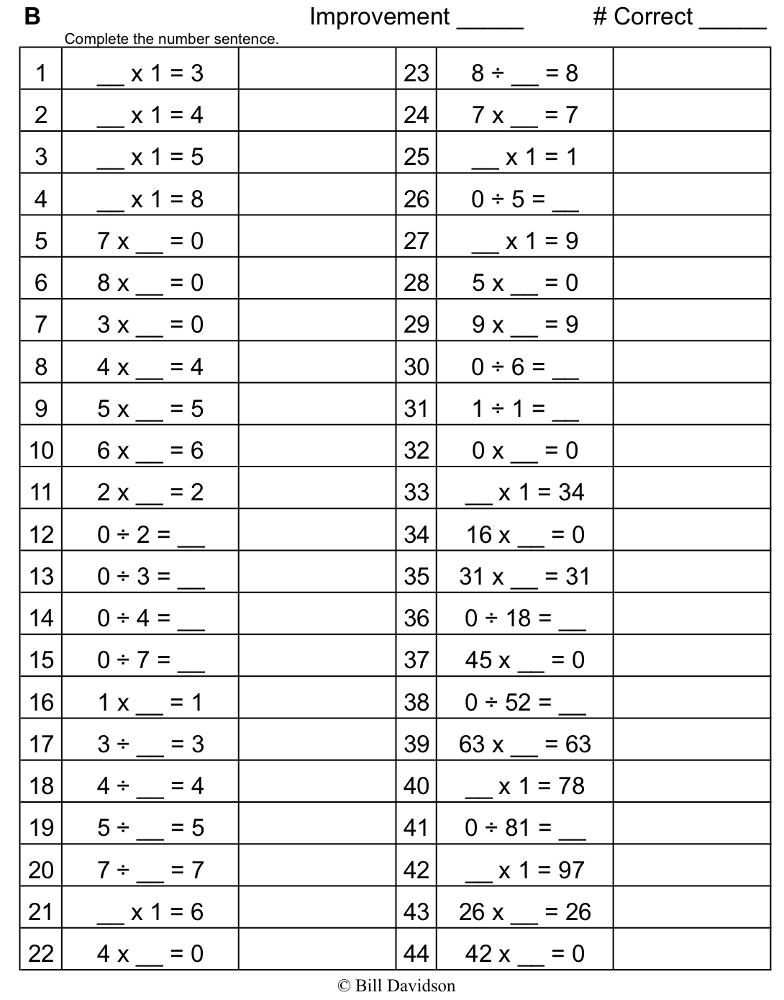 B Improvement _____ # Correct _____
Complete the number sentence.
1 __ x 1 = 3 23 8 ÷ __ = 8
2 __ x 1 = 4 24 7 x __ = 7
3 __ x 1 = 5 25 __ x 1 = 1
4 __ x 1 = 8 26 0 ÷ 5 = __
5 7 x __ = 0 27 __ x 1 = 9
6 8 x __ = 0 28 5 x __ = 0
7 3 x __ = 0 29 9 x __ = 9
8 4 x __ = 4 30 0 ÷ 6 = __
9 5 x __ = 5 31 1 ÷ 1 = __
10 6 x __ = 6 32 0 x __ = 0
11 2 x __ = 2 33 __ x 1 = 34
12 0 ÷ 2 = __ 34 16 x __ = 0
13 0 ÷ 3 = __ 35 31 x __ = 31
14 0 ÷ 4 = __ 36 0 ÷ 18 = __
15 0 ÷ 7 = __ 37 45 x __ = 0
16 1 x __ = 1 38 0 ÷ 52 = __
17 3 ÷ __ = 3 39 63 x __ = 63
18 4 ÷ __ = 4 40 __ x 1 = 78
19 5 ÷ __ = 5 41 0 ÷ 81 = __
20 7 ÷ __ = 7 42 __ x 1 = 97
21 __ x 1 = 6 43 26 x __ = 26
22 4 x __ = 0 44 42 x __ = 0
© Bill Davidson